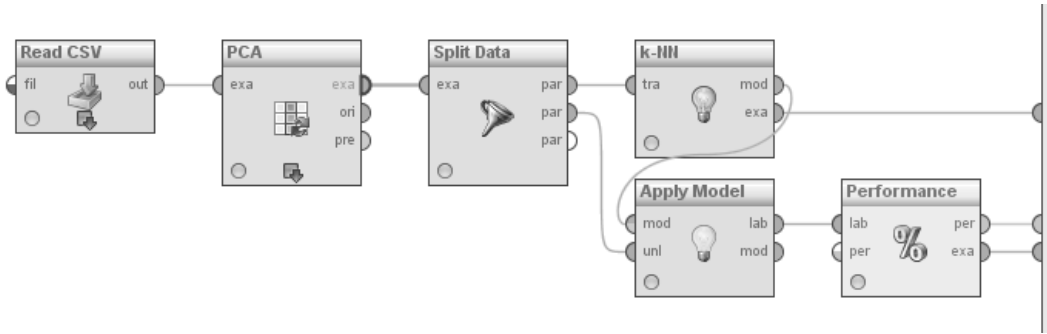 Read CSV
fil out
PCA
exa exa
ori
pre
Split Data
exa par
par
par
k-NN
tra mod
exa
Apply Model
mod lab
unl mod
Performance
lab per
per exa
%